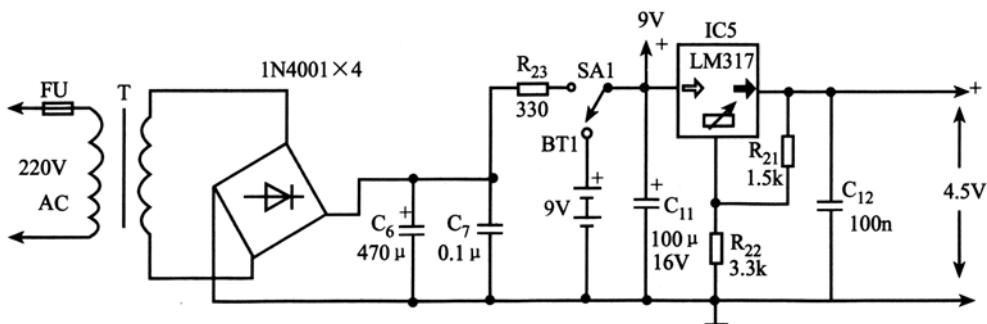 FU
T
220V
AC
1N4001×4
C6
470 μ
C7
0.1 μ
R23
330
SA1
BT1
9V
+
9V
+
+
C11
100 μ
16V
+
IC5
LM317
R21
1.5k
R22
3.3k
C12
100n
+
4.5V